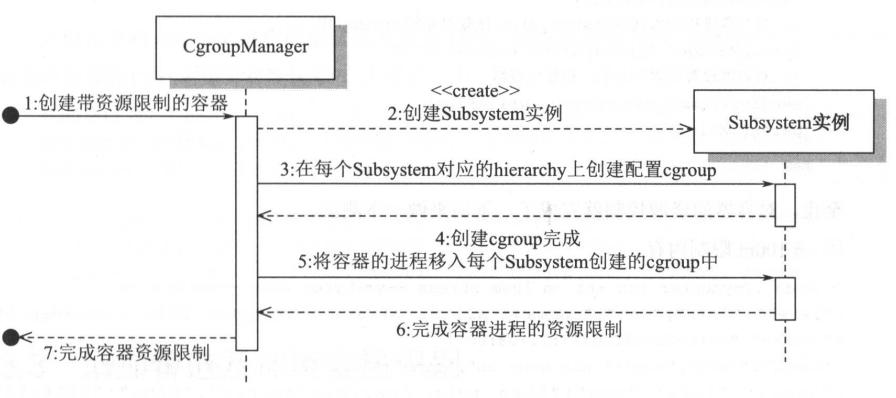 CgroupManager
1:创建带资源限制的容器
<<create>>
2:创建Subsystem实例
Subsystem实例
3:在每个Subsystem对应的hierarchy上创建配置cgroup
4:创建cgroup完成
5:将容器的进程移入每个Subsystem创建的cgroup中
6:完成容器进程的资源限制
7:完成容器资源限制